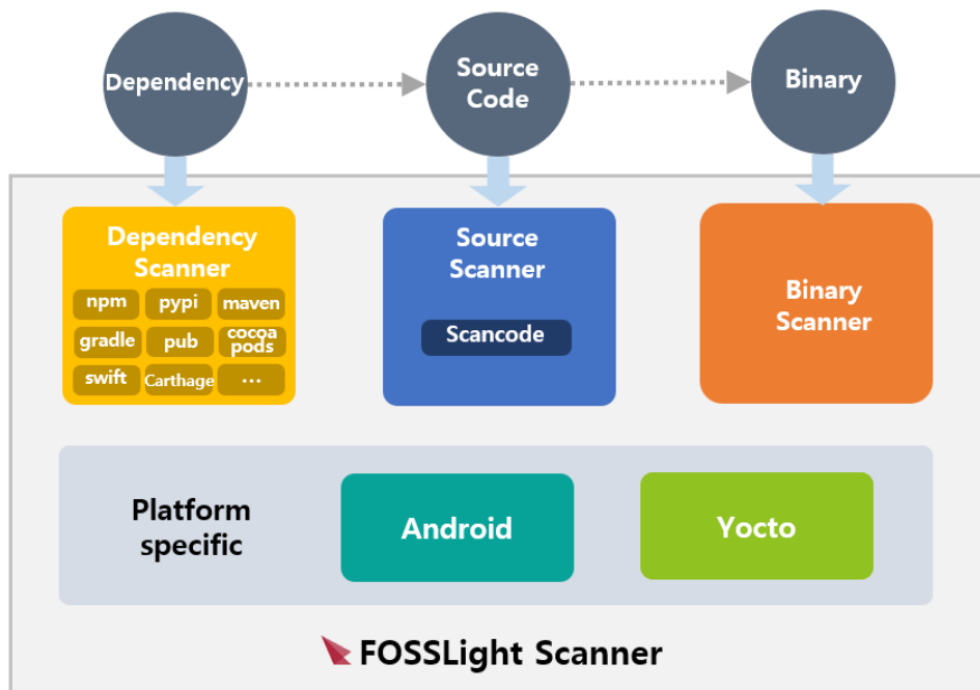 Dependency
Source
Code
Binary
Dependency
Scanner
npm
pypi
maven
gradle
pub
cocoa
pods
swift
Carthage
...
Source
Scanner
Scancode
Binary
Scanner
Platform
specific
Android
Yocto
FOSSLight Scanner